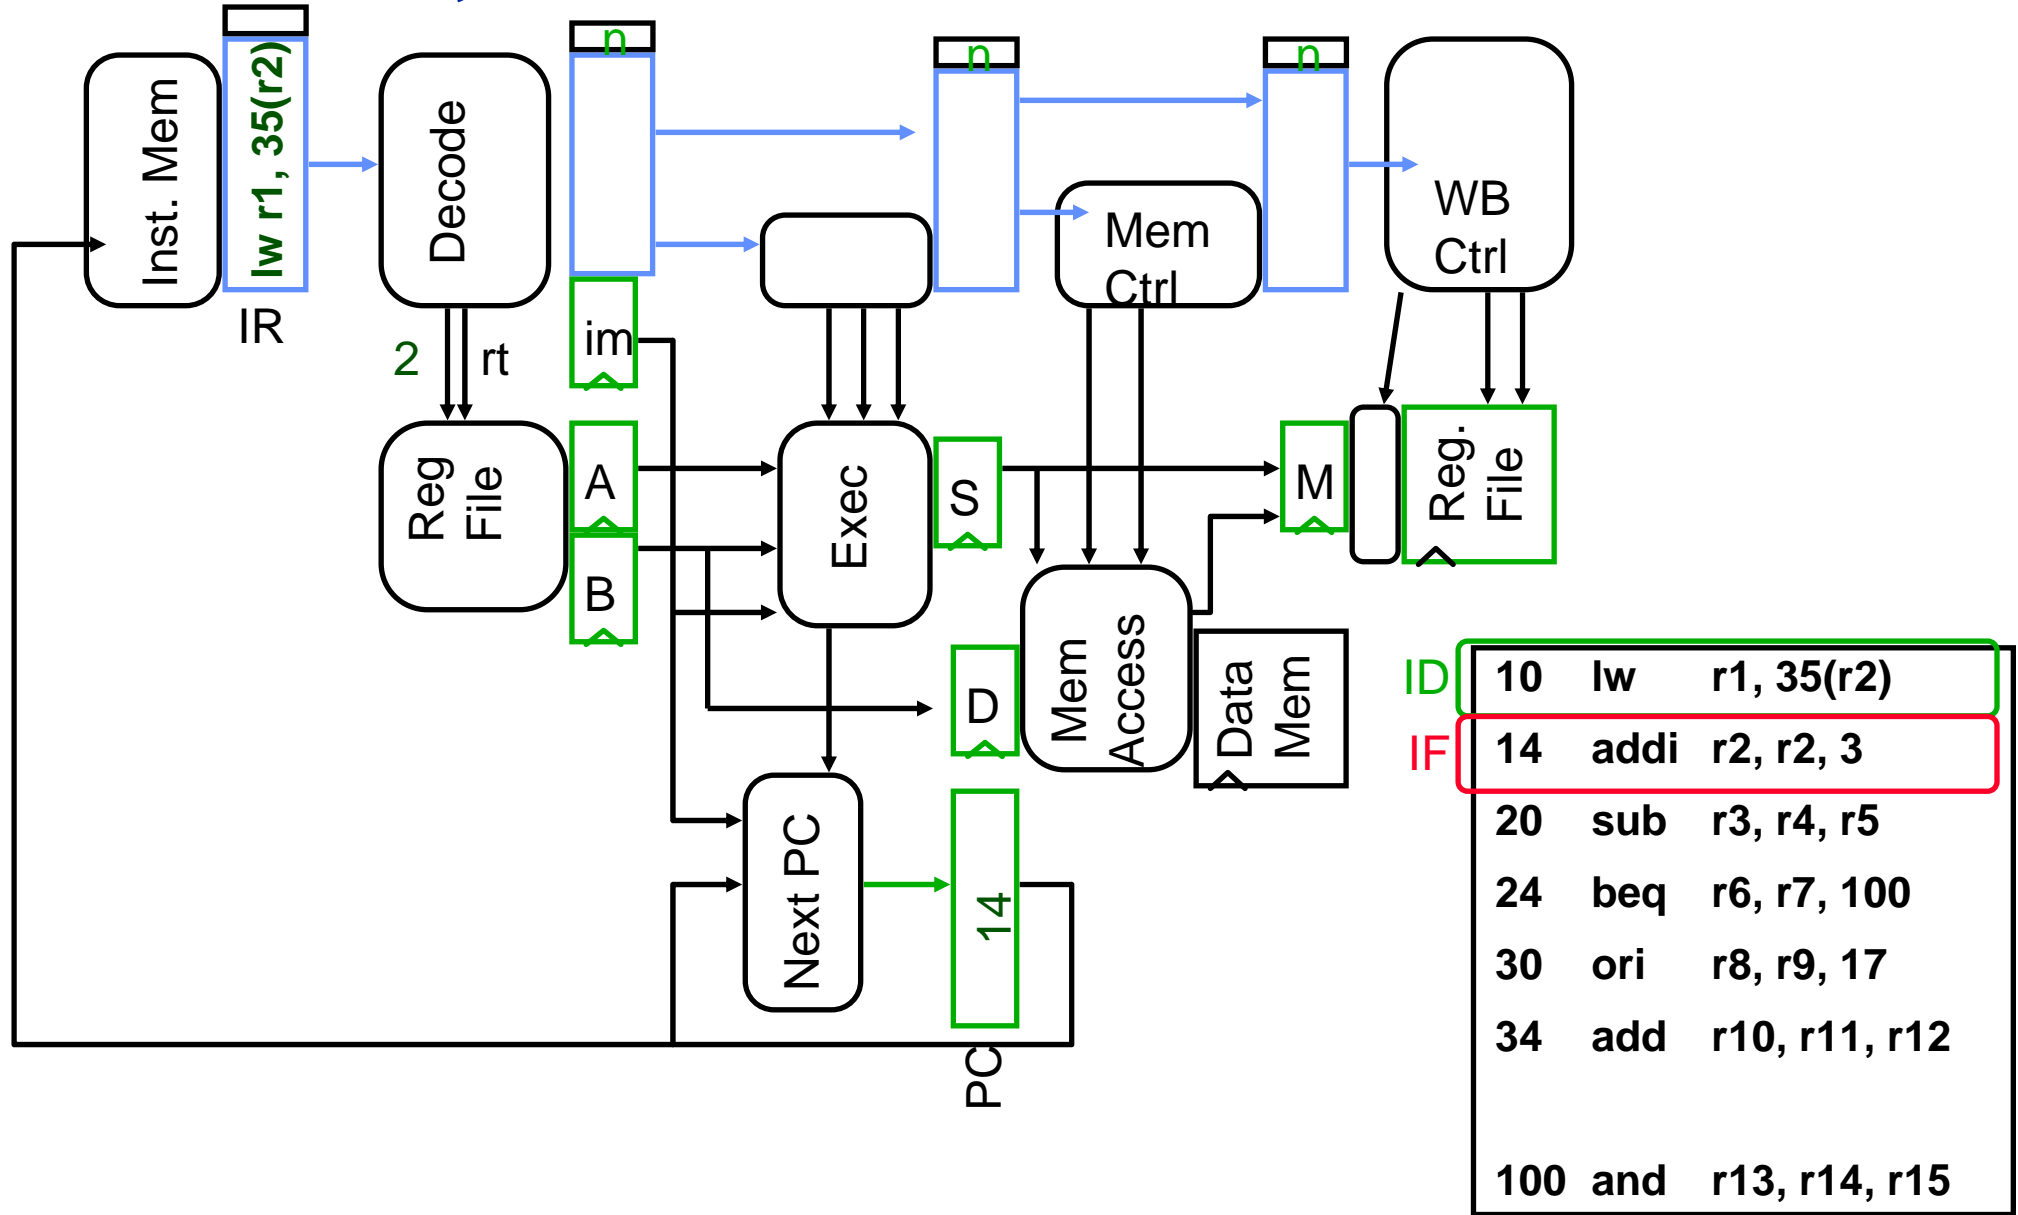 Inst. Mem
lw r1, 35(r2)
IR
Decode
n
n
n
WB
Ctrl
Mem
Ctrl
2
rt
im
Reg
File
A
B
Exec
S
M
Reg.
File
D
Mem
Access
Data
Mem
Next PC
14
PC
ID
IF
10 lw r1, 35(r2)
14 addi r2, r2, 3
20 sub r3, r4, r5
24 beq r6, r7, 100
30 ori r8, r9, 17
34 add r10, r11, r12
100 and r13, r14, r15